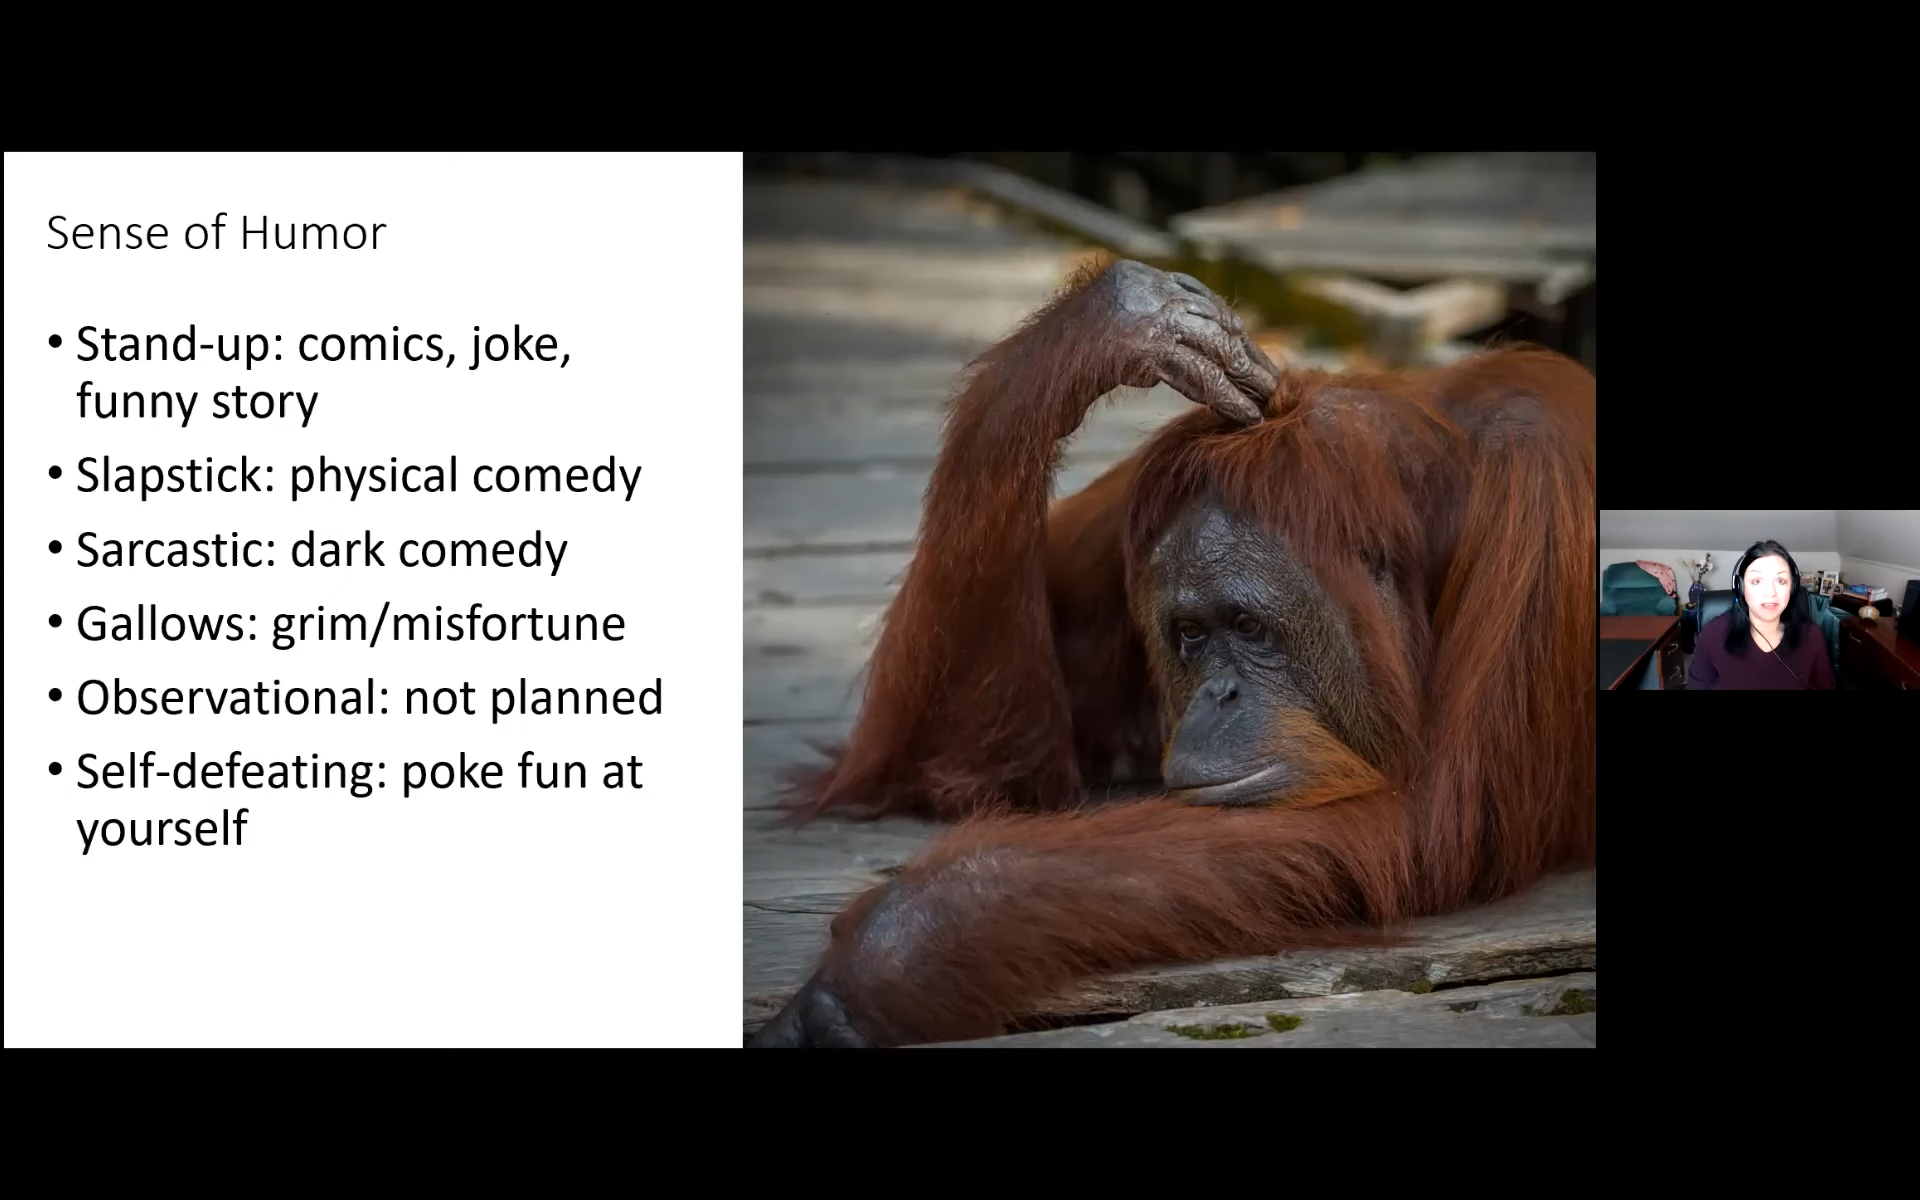 Sense of Humor
• Stand-up: comics, joke,
funny story
• Slapstick: physical comedy
• Sarcastic: dark comedy
• Gallows: grim/misfortune
• Observational: not planned
• Self-defeating: poke fun at
yourself